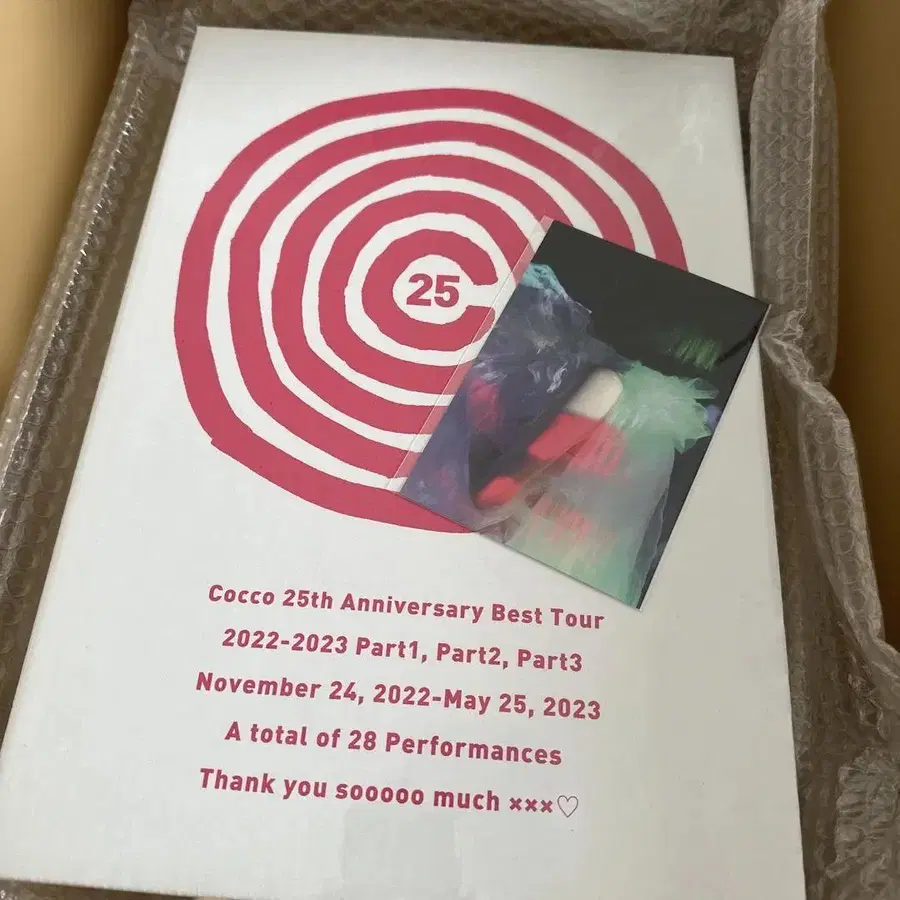 25
Cocco 25th Anniversary Best Tour
2022-2023 Part1, Part2, Part3
November 24, 2022-May 25, 2023
A total of 28 Performances
Thank you sooooo much ×××♡